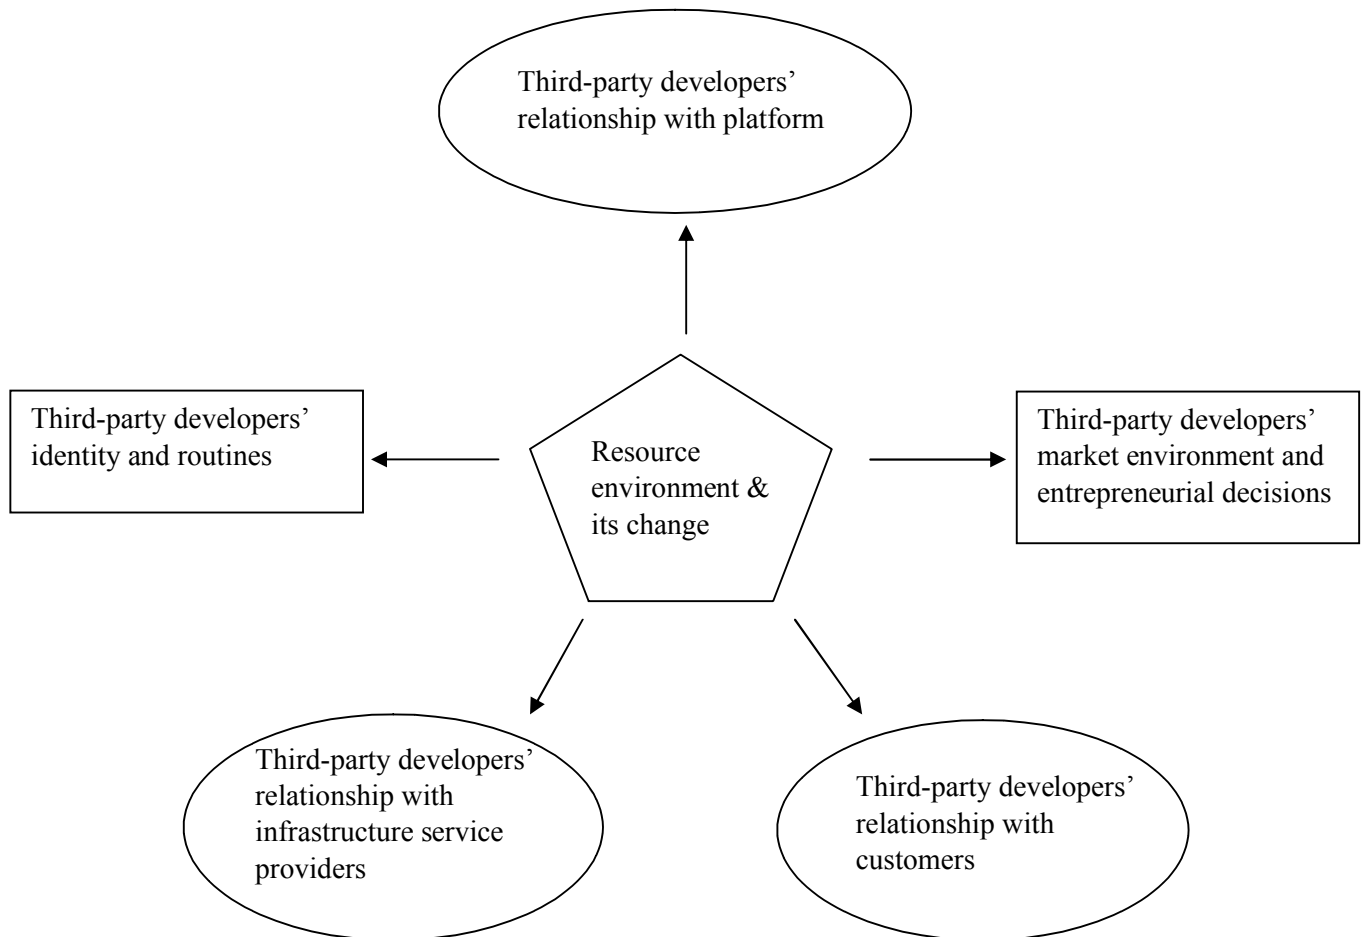 Third-party developers’
relationship with platform
Third-party developers’
identity and routines
Resource
environment &
its change
Third-party developers’
market environment and
entrepreneurial decisions
Third-party developers’
relationship with
infrastructure service
providers
Third-party developers’
relationship with
customers